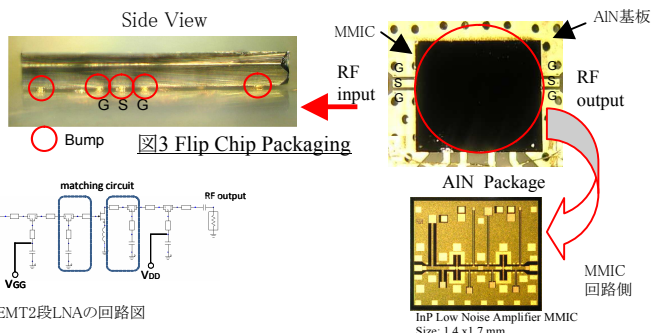 Side View
MMIC
AlN基板
RF
input
G
S
G
G
S
G
RF
output
G S G
Bump
図3 Flip Chip Packaging
AlN Package
matching circuit
RF output
VGG
VDD
MMIC
回路側
EMT2段LNAの回路図
InP Low Noise Amplifier MMIC
Size: 1.4 x1.7 mm